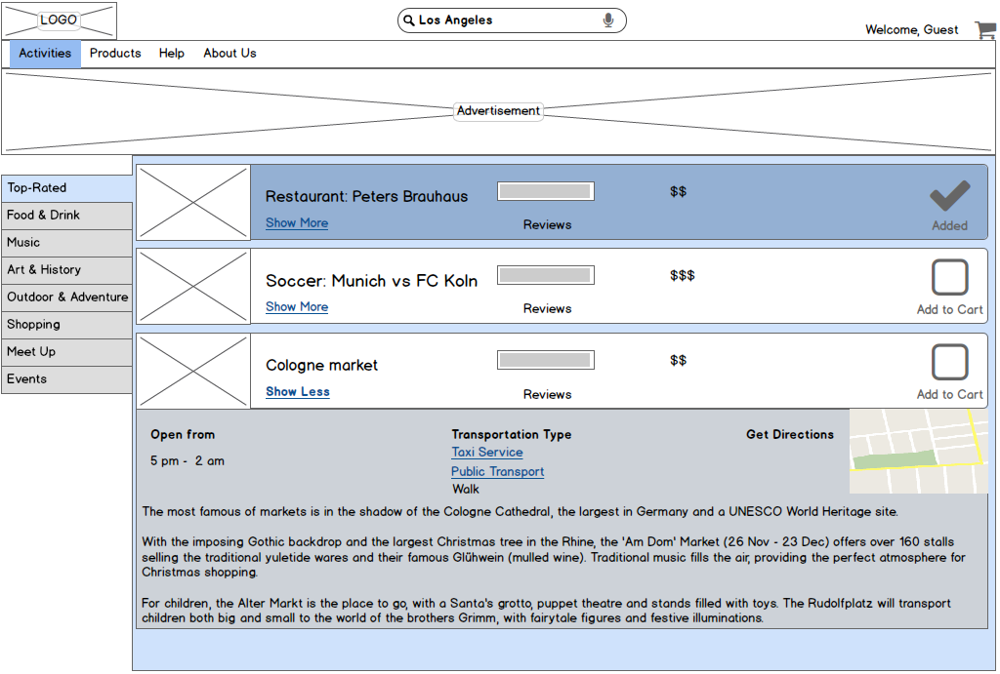 LOGO
Los Angeles
Welcome, Guest
Activities Products Help About Us
Advertisement
Top-Rated
Food & Drink
Music
Art & History
Outdoor & Adventure
Shopping
Meet Up
Events
Restaurant: Peters Brauhaus
$$
Show More
Reviews
Added
Soccer: Munich vs FC Koln
$$$
Show More
Reviews
Add to Cart
Cologne market
$$
Show Less
Reviews
Add to Cart
Open from
5 pm - 2 am
Transportation Type
Taxi Service
Public Transport
Walk
Get Directions
The most famous of markets is in the shadow of the Cologne Cathedral, the largest in Germany and a UNESCO World Heritage site.
With the imposing Gothic backdrop and the largest Christmas tree in the Rhine, the 'Am Dom' Market (26 Nov - 23 Dec) offers over 160 stalls
selling the traditional yuletide wares and their famous Glühwein (mulled wine). Traditional music fills the air, providing the perfect atmosphere for
Christmas shopping.
For children, the Alter Markt is the place to go, with a Santa's grotto, puppet theatre and stands filled with toys. The Rudolfplatz will transport
children both big and small to the world of the brothers Grimm, with fairytale figures and festive illuminations.